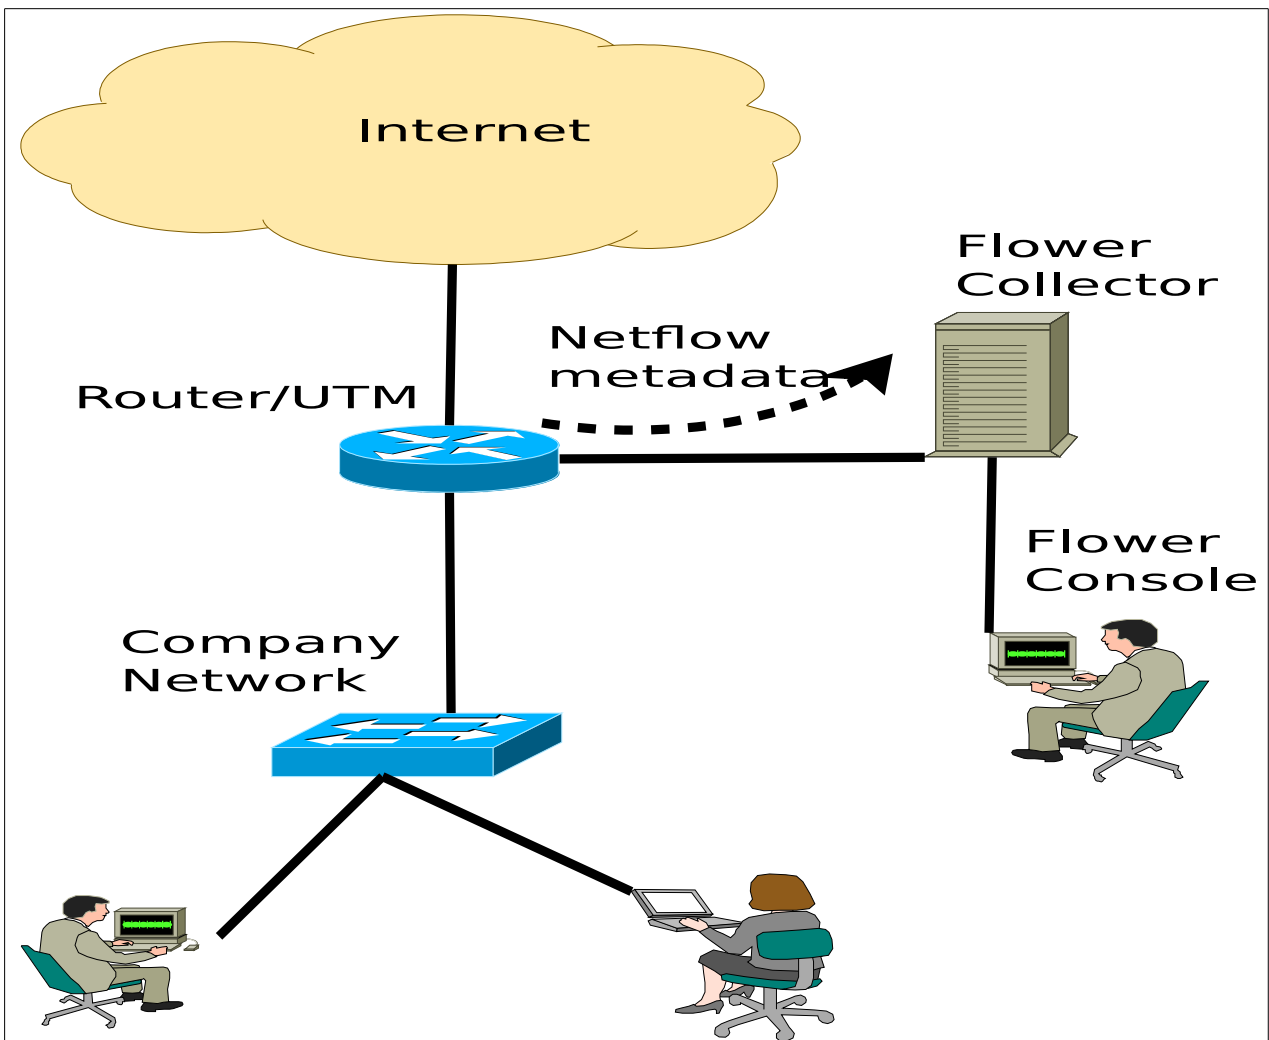 Internet
Flower
Collector
Netflow
metadata
Router/UTM
Flower
Console
Company
Network